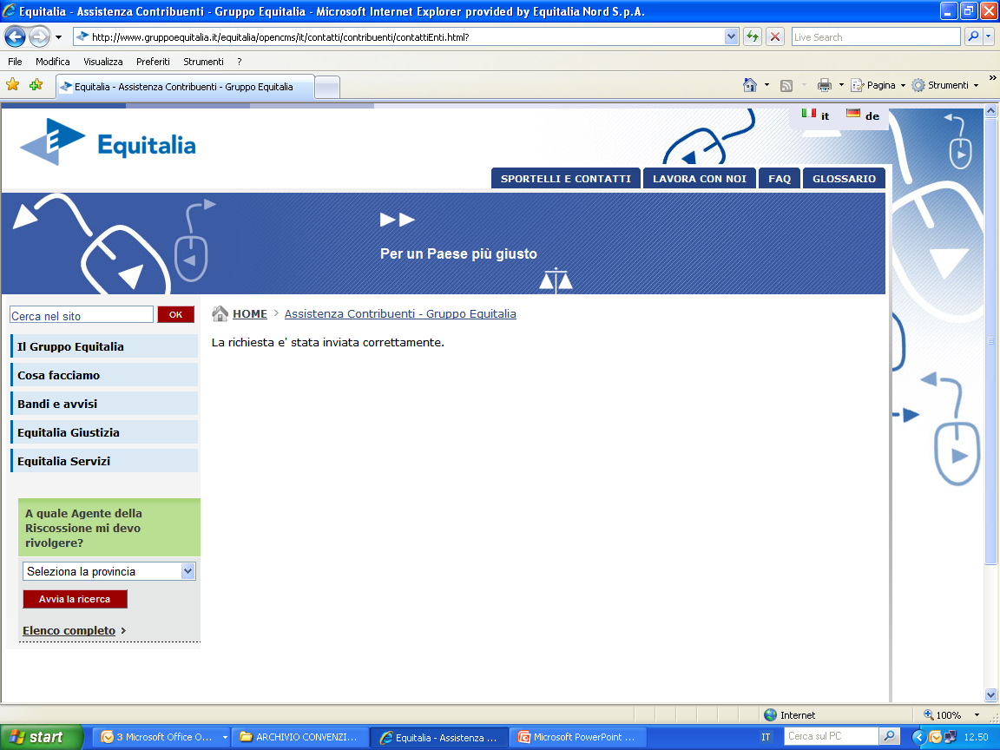 Equitalia - Assistenza Contribuenti - Gruppo Equitalia - Microsoft Internet Explorer provided by Equitalia Nord S.p.A.
http://www.gruppoequitalia.it/equitalia/opencms/it/contatti/contribuenti/contattiEnti.html?
Live Search
File Modifica Visualizza Preferiti Strumenti ?
Equitalia - Assistenza Contribuenti - Gruppo Equitalia
Pagina Strumenti
it de
Equitalia
SPORTELLI E CONTATTI LAVORA CON NOI FAQ GLOSSARIO
Per un Paese più giusto
Cerca nel sito OK
HOME > Assistenza Contribuenti - Gruppo Equitalia
La richiesta e' stata inviata correttamente.
Il Gruppo Equitalia
Cosa facciamo
Bandi e avvisi
Equitalia Giustizia
Equitalia Servizi
A quale Agente della
Riscossione mi devo
rivolgere?
Seleziona la provincia
Avvia la ricerca
Elenco completo >
Internet 100%
start 3 Microsoft Office O... ARCHIVIO CONVENZI... Equitalia - Assistenza ... Microsoft PowerPoint ... IT Cerca sul PC 12.50